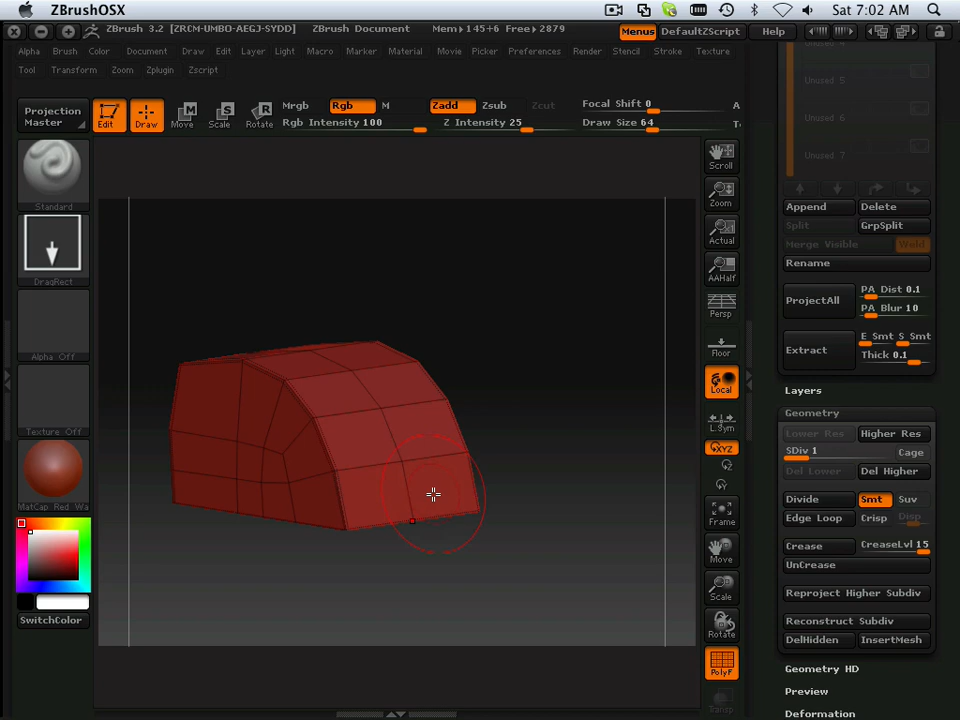 ZBrushOSX
Sat 7:02 AM
ZBrush 3.2 [ZRCM-UMBO-AEGJ-SYDD]
ZBrush Document
Mem▸145+6 Free▸2879
Menus
DefaultZScript
Help
Alpha Brush Color Document Draw Edit Layer Light Macro Marker Material Movie Picker Preferences Render Stencil Stroke Texture
Tool Transform Zoom Zplugin Zscript
Projection
Master
Edit
Draw
Move
Scale
Rotate
Mrgb
Rgb
M
Rgb Intensity 100
Zadd
Zsub
Zcut
Z Intensity 25
Focal Shift 0
Draw Size 64
A
Standard
DragRect
Alpha Off
Texture Off
MatCap Red Wa
SwitchColor
Scroll
Zoom
Actual
AAHalf
Persp
Floor
Local
L.Sym
XYZ
Frame
Move
Scale
Rotate
PolyF
Transp
Unused 5
Unused 6
Unused 7
Append
Delete
Split
GrpSplit
Merge Visible
Weld
Rename
ProjectAll
PA Dist 0.1
PA Blur 10
Extract
E Smt
S Smt
Thick 0.1
Layers
Geometry
Lower Res
Higher Res
SDiv 1
Cage
Del Lower
Del Higher
Divide
Smt
Suv
Edge Loop
Crisp
Disp
Crease
CreaseLvl 15
UnCrease
Reproject Higher Subdiv
Reconstruct Subdiv
DelHidden
InsertMesh
Geometry HD
Preview
Deformation